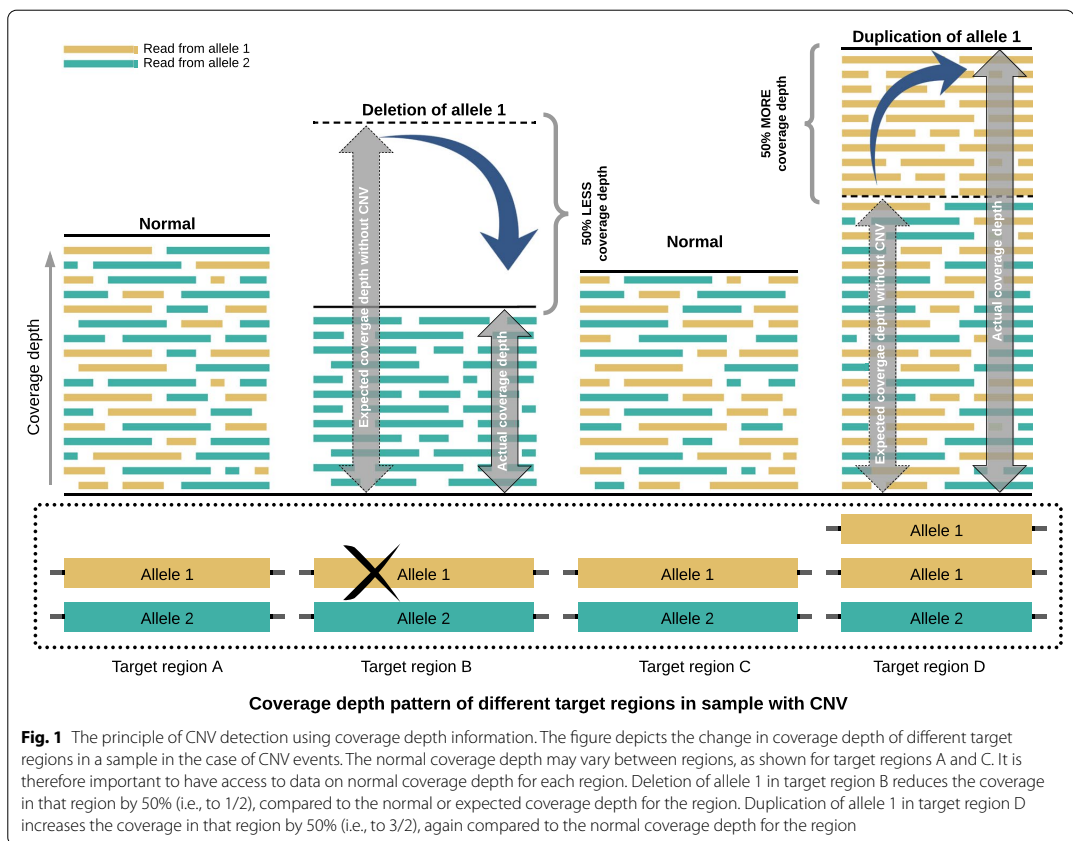 Read from allele 1
Read from allele 2
Duplication of allele 1
Deletion of allele 1
50% MORE
coverage depth
50% LESS
coverage depth
Normal
Normal
Coverage depth
Expected covergae depth without CNV
Actual coverage depth
Expected covergae depth without CNV
Actual coverage depth
Allele 1
Allele 1
Allele 1
Allele 1
Allele 1
Allele 2
Allele 2
Allele 2
Allele 2
Target region A
Target region B
Target region C
Target region D
Coverage depth pattern of different target regions in sample with CNV
Fig. 1 The principle of CNV detection using coverage depth information. The figure depicts the change in coverage depth of different target
regions in a sample in the case of CNV events. The normal coverage depth may vary between regions, as shown for target regions A and C. It is
therefore important to have access to data on normal coverage depth for each region. Deletion of allele 1 in target region B reduces the coverage
in that region by 50% (i.e., to 1/2), compared to the normal or expected coverage depth for the region. Duplication of allele 1 in target region D
increases the coverage in that region by 50% (i.e., to 3/2), again compared to the normal coverage depth for the region